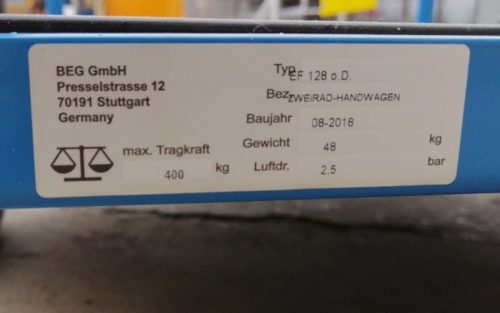 BEG GmbH
Presselstrasse 12
70191 Stuttgart
Germany
max. Tragkraft
400 kg
Typ EF 128 o.D.
Bez. ZWEIRAD-HANDWAGEN
Baujahr 08-2018
Gewicht 48 kg
Luftdr. 2.5 bar